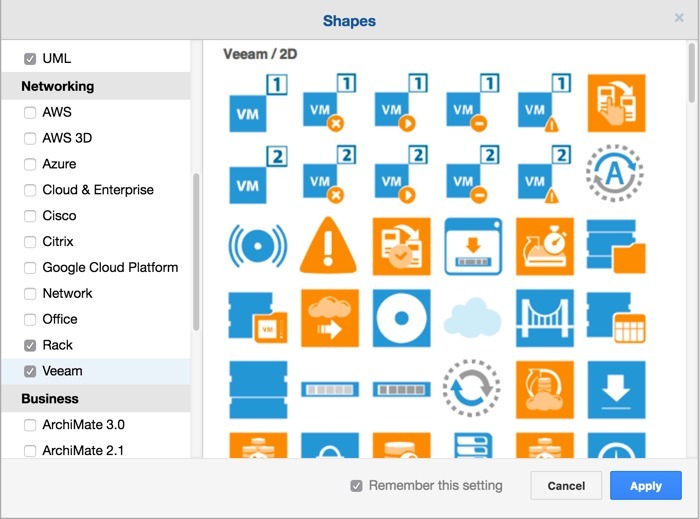 Shapes
×
UML
Networking
AWS
AWS 3D
Azure
Cloud & Enterprise
Cisco
Citrix
Google Cloud Platform
Network
Office
Rack
Veeam
Business
ArchiMate 3.0
ArchiMate 2.1
Veeam / 2D
1 1 1 1 1
VM VM VM VM VM
2 2 2 2 2
VM VM VM VM VM
A
VM
Remember this setting
Cancel
Apply